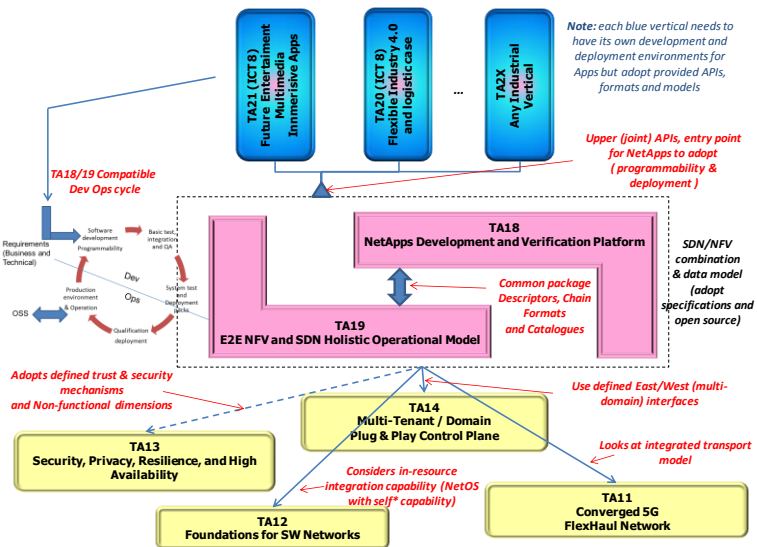 TA21 (ICT 8)
Future Entertaiment
Multimedia
Innmerisive Apps
TA20 (ICT 8)
Flexible Industry 4.0
and logistic case
...
TA2X
Any Industrial
Vertical
Note: each blue vertical needs to
have its own development and
deployment environments for
Apps but adopt provided APIs,
formats and models
Upper (joint) APIs, entry point
for NetApps to adopt
( programmability &
deployment )
TA18/19 Compatible
Dev Ops cycle
Requirements
(Business and
Technical)
Software
development
Programmability
Basic test,
integration
and QA
System test
and
Deployment
packs
Qualification
deployment
Production
environment
& Operation
Dev
Ops
OSS
TA18
NetApps Development and Verification Platform
Common package
Descriptors, Chain
Formats
and Catalogues
TA19
E2E NFV and SDN Holistic Operational Model
SDN/NFV
combination
& data model
(adopt
specifications and
open source)
Adopts defined trust & security
mechanisms
and Non-functional dimensions
Use defined East/West (multi-
domain) interfaces
TA14
Multi-Tenant / Domain
Plug & Play Control Plane
TA13
Security, Privacy, Resilience, and High
Availability
Looks at integrated transport
model
Considers in-resource
integration capability (NetOS
with self* capability)
TA12
Foundations for SW Networks
TA11
Converged 5G
FlexHaul Network